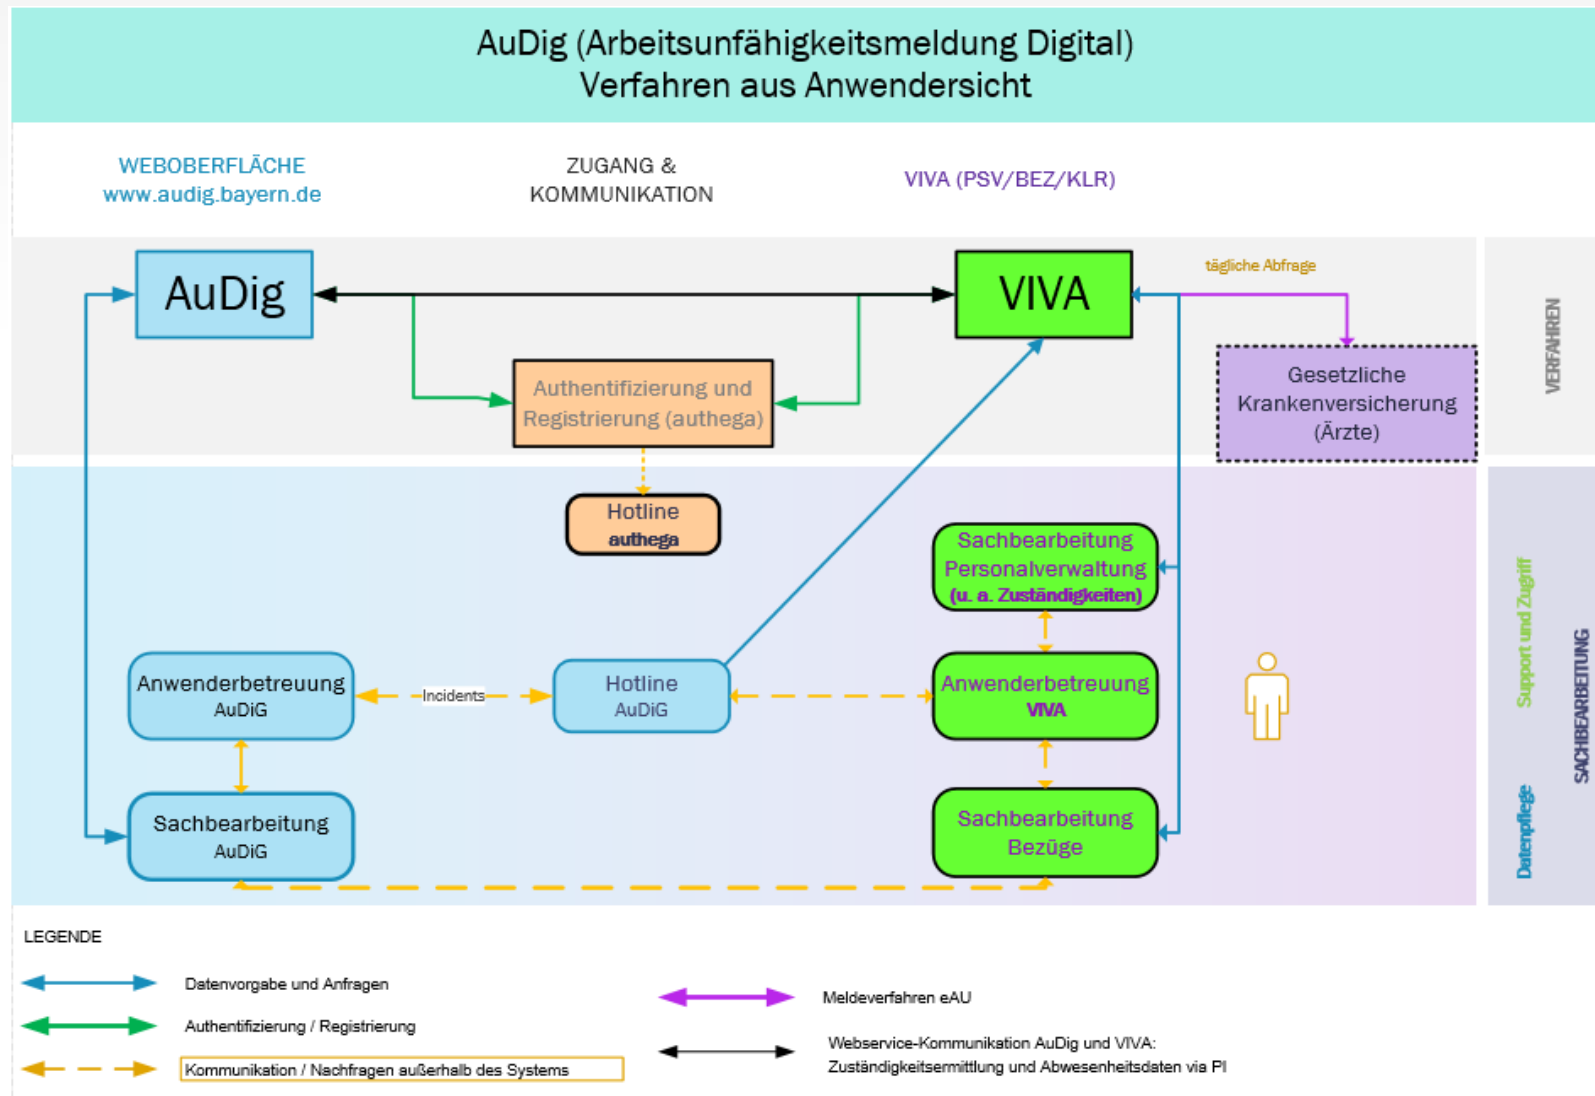 AuDig (Arbeitsunfähigkeitsmeldung Digital)
Verfahren aus Anwendersicht
WEBOBERFLÄCHE
www.audig.bayern.de
ZUGANG &
KOMMUNIKATION
VIVA (PSV/BEZ/KLR)
AuDig
VIVA
tägliche Abfrage
Authentifizierung und
Registrierung (authega)
Gesetzliche
Krankenversicherung
(Ärzte)
VERFAHREN
Hotline
authega
Sachbearbeitung
Personalverwaltung
(u. a. Zuständigkeiten)
Anwenderbetreuung
AuDiG
Incidents
Hotline
AuDiG
Anwenderbetreuung
VIVA
Sachbearbeitung
AuDiG
Sachbearbeitung
Bezüge
Support und Zugriff
Datenpflege
SACHBEARBEITUNG
LEGENDE
Datenvorgabe und Anfragen
Authentifizierung / Registrierung
Kommunikation / Nachfragen außerhalb des Systems
Meldeverfahren eAU
Webservice-Kommunikation AuDig und VIVA:
Zuständigkeitsermittlung und Abwesenheitsdaten via PI